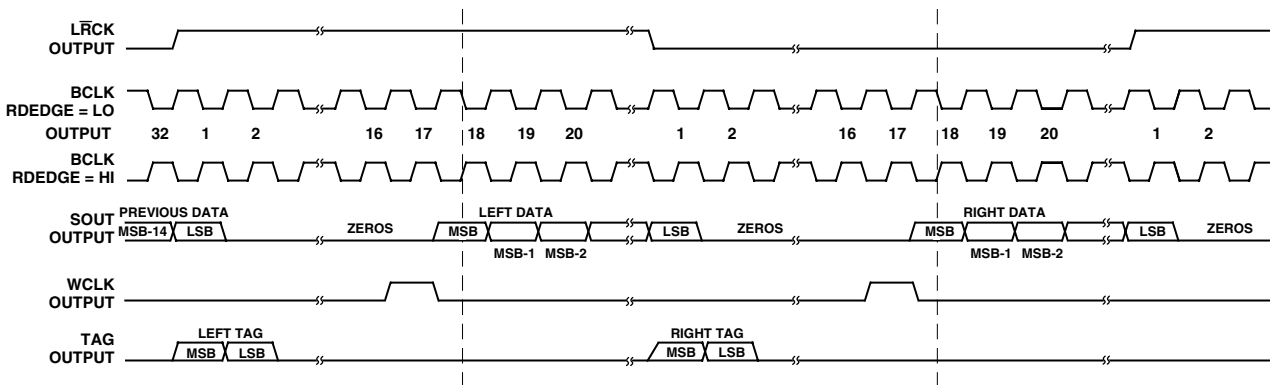 LRCK
OUTPUT
BCLK
RDEDGE = LO
OUTPUT 32 1 2 16 17 18 19 20 1 2 16 17 18 19 20 1 2
BCLK
RDEDGE = HI
PREVIOUS DATA LEFT DATA RIGHT DATA
SOUT
OUTPUT MSB-14 LSB ZEROS MSB LSB ZEROS MSB LSB ZEROS
MSB-1 MSB-2 MSB-1 MSB-2
WCLK
OUTPUT
LEFT TAG RIGHT TAG
TAG
OUTPUT MSB LSB MSB LSB